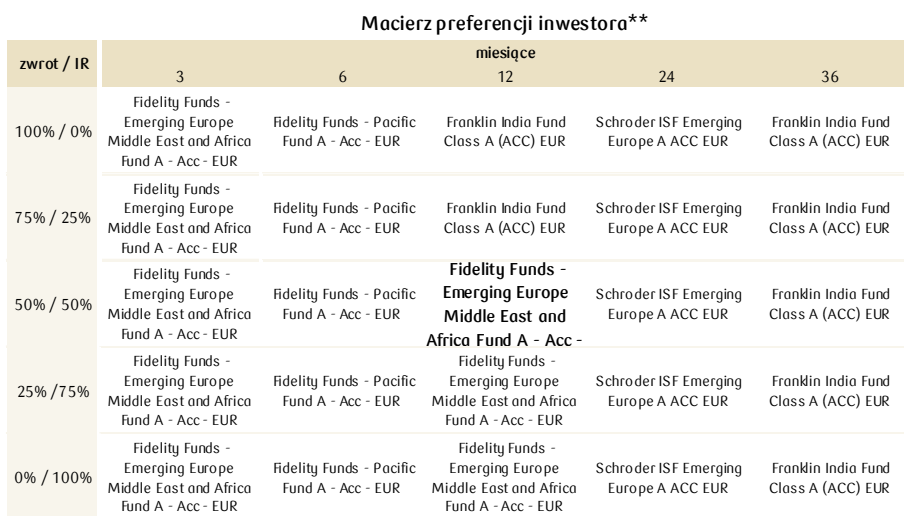 Macierz preferencji inwestora**
zwrot / IR
miesiące
3 6 12 24 36
100% / 0%
Fidelity Funds -
Emerging Europe
Middle East and Africa
Fund A - Acc - EUR
Fidelity Funds - Pacific
Fund A - Acc - EUR
Franklin India Fund
Class A (ACC) EUR
Schroder ISF Emerging
Europe A ACC EUR
Franklin India Fund
Class A (ACC) EUR
75% / 25%
Fidelity Funds -
Emerging Europe
Middle East and Africa
Fund A - Acc - EUR
Fidelity Funds - Pacific
Fund A - Acc - EUR
Franklin India Fund
Class A (ACC) EUR
Schroder ISF Emerging
Europe A ACC EUR
Franklin India Fund
Class A (ACC) EUR
50% / 50%
Fidelity Funds -
Emerging Europe
Middle East and Africa
Fund A - Acc - EUR
Fidelity Funds - Pacific
Fund A - Acc - EUR
Fidelity Funds -
Emerging Europe
Middle East and
Africa Fund A - Acc -
Schroder ISF Emerging
Europe A ACC EUR
Franklin India Fund
Class A (ACC) EUR
25% /75%
Fidelity Funds -
Emerging Europe
Middle East and Africa
Fund A - Acc - EUR
Fidelity Funds - Pacific
Fund A - Acc - EUR
Fidelity Funds -
Emerging Europe
Middle East and Africa
Fund A - Acc - EUR
Schroder ISF Emerging
Europe A ACC EUR
Franklin India Fund
Class A (ACC) EUR
0% / 100%
Fidelity Funds -
Emerging Europe
Middle East and Africa
Fund A - Acc - EUR
Fidelity Funds - Pacific
Fund A - Acc - EUR
Fidelity Funds -
Emerging Europe
Middle East and Africa
Fund A - Acc - EUR
Schroder ISF Emerging
Europe A ACC EUR
Franklin India Fund
Class A (ACC) EUR